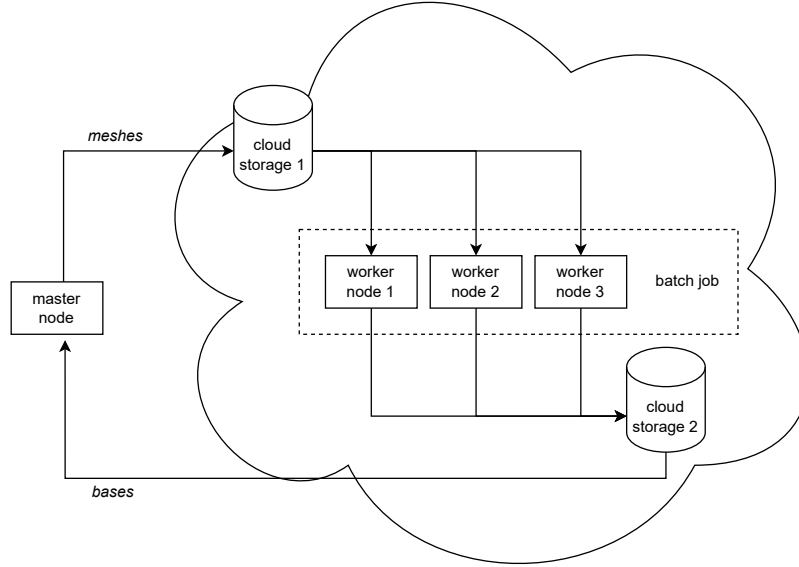 meshes
cloud
storage 1
worker
node 1
worker
node 2
worker
node 3
batch job
master
node
cloud
storage 2
bases